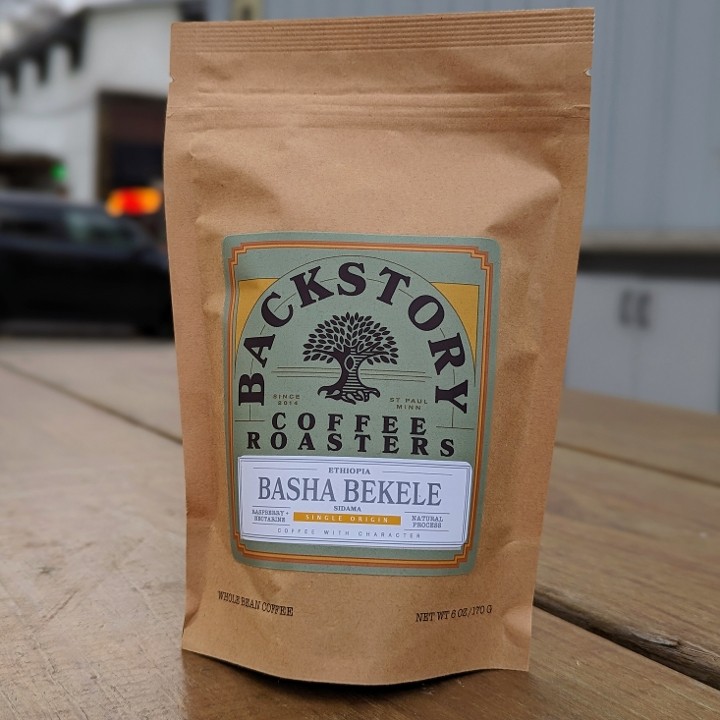 BACKSTORY
SINCE
2014
ST PAUL
MINN
COFFEE
ROASTERS
ETHIOPIA
BASHA BEKELE
SIDAMA
RASPBERRY +
NECTARINE
SINGLE ORIGIN
NATURAL
PROCESS
COFFEE WITH CHARACTER
WHOLE BEAN COFFEE
NET WT 6 OZ/170 G